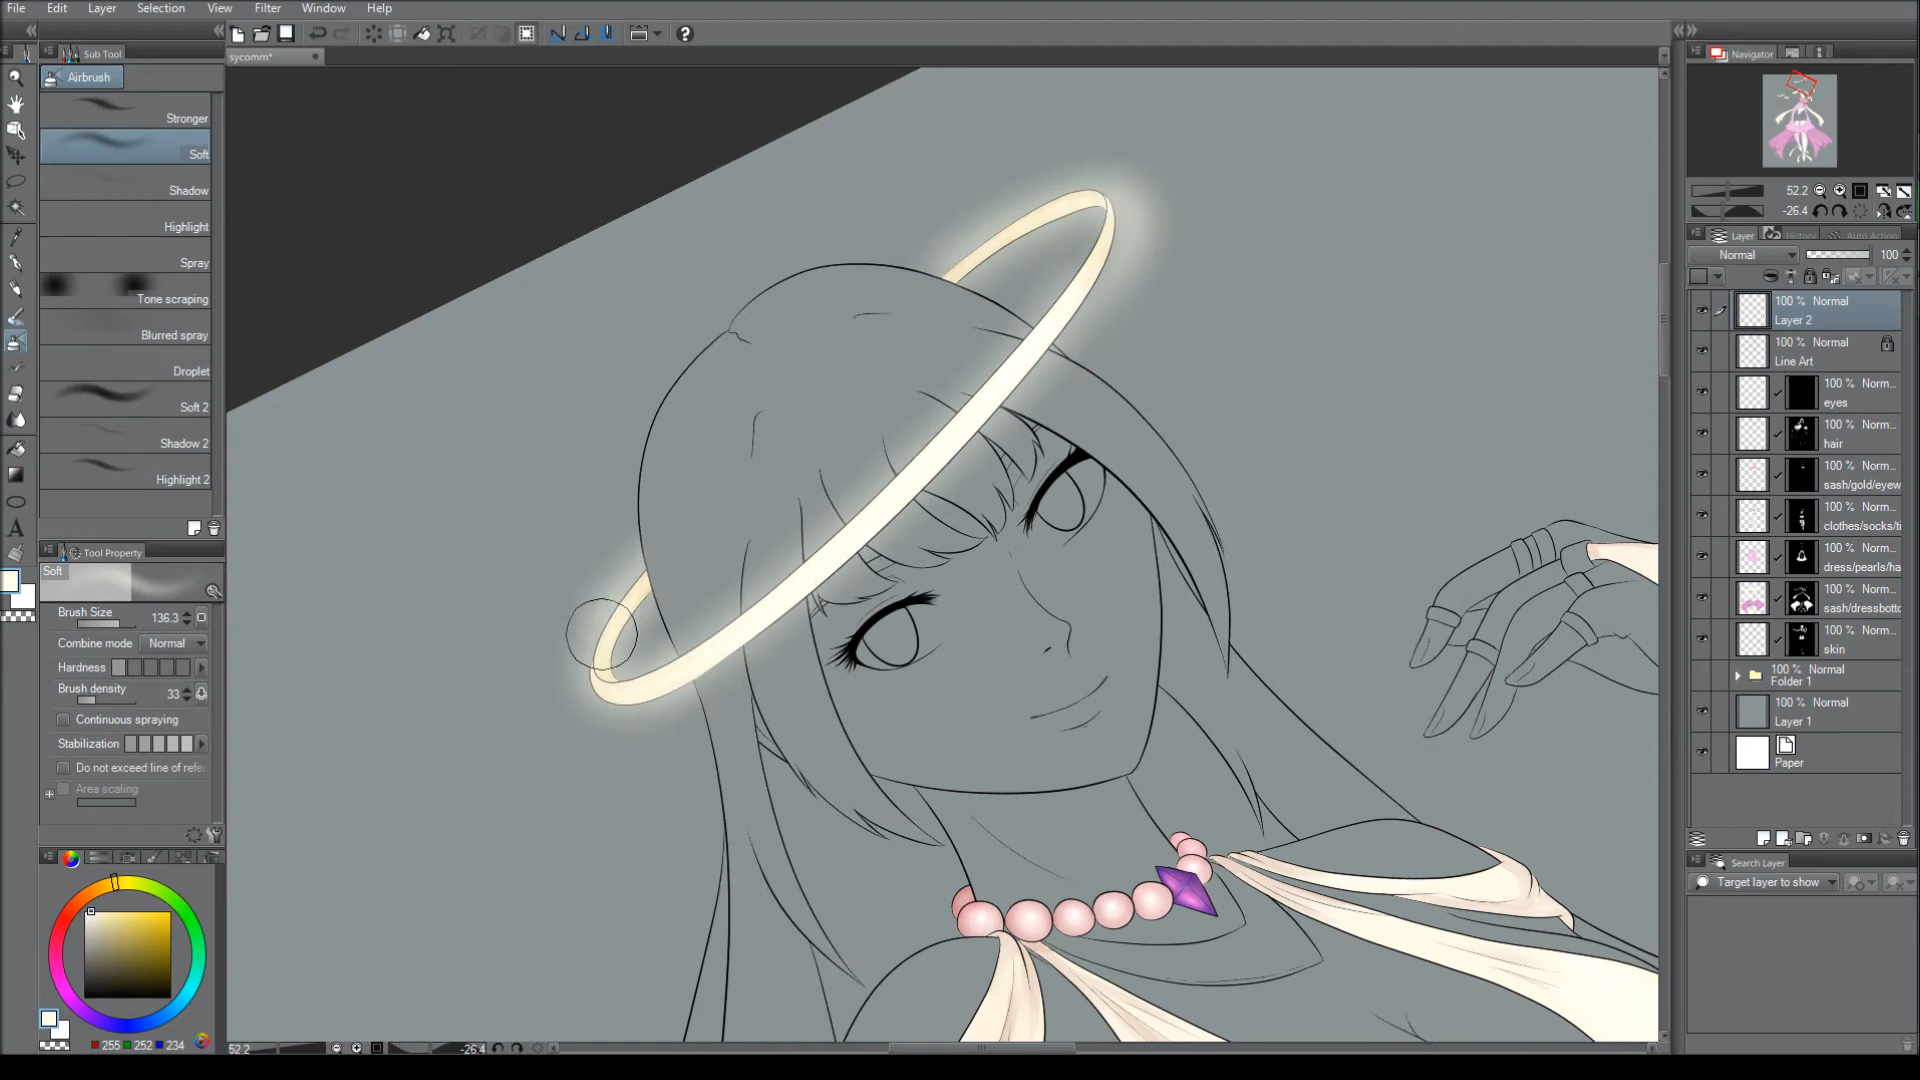 File Edit Layer Selection View Filter Window Help
Sub Tool
sycomm*
Airbrush
Stronger
Soft
Shadow
Highlight
Spray
Tone scraping
Blurred spray
Droplet
Soft 2
Shadow 2
Highlight 2
Tool Property
Soft
Brush Size 136.3
Combine mode Normal
Hardness
Brush density 33
Continuous spraying
Stabilization
Do not exceed line of refer
Area scaling
255 252 234
52.2 -26.4
Navigator
52.2
-26.4
Layer History Auto Action
Normal 100
100 % Normal
Layer 2
100 % Normal
Line Art
100 % Norm...
eyes
100 % Norm...
hair
100 % Norm...
sash/gold/eyew
100 % Norm...
clothes/socks/ti
100 % Norm...
dress/pearls/ha
100 % Norm...
sash/dressbotto
100 % Norm...
skin
100 % Normal
Folder 1
100 % Normal
Layer 1
Paper
Search Layer
Target layer to show